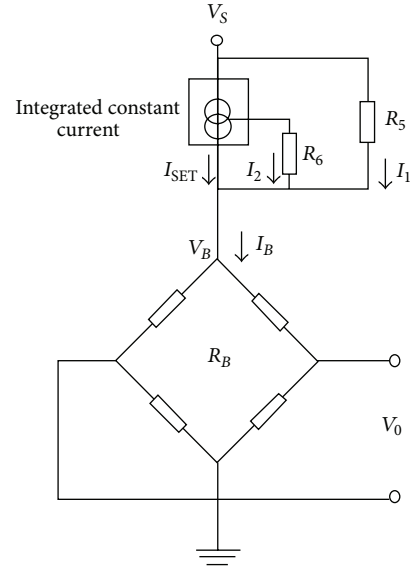 V_S
Integrated constant
current
R_5
I_SET
I_2
R_6
I_1
V_B
I_B
R_B
V_0